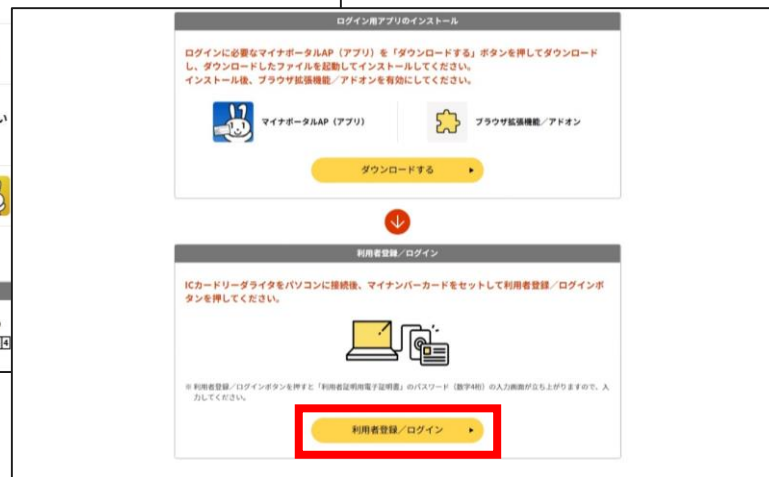 ログイン用アプリのインストール
ログインに必要なマイナポータルAP（アプリ）を「ダウンロードする」ボタンを押してダウンロード
し、ダウンロードしたファイルを起動してインストールしてください。
インストール後、ブラウザ拡張機能／アドオンを有効にしてください。
マイナポータルAP（アプリ）
ブラウザ拡張機能／アドオン
ダウンロードする
利用者登録／ログイン
ICカードリーダライタをパソコンに接続後、マイナンバーカードをセットして利用者登録／ログインボ
タンを押してください。
※ 利用者登録／ログインボタンを押すと「利用者証明用電子証明書」のパスワード（数字4桁）の入力画面が立ち上がりますので、入
力してください。
利用者登録／ログイン
い
4